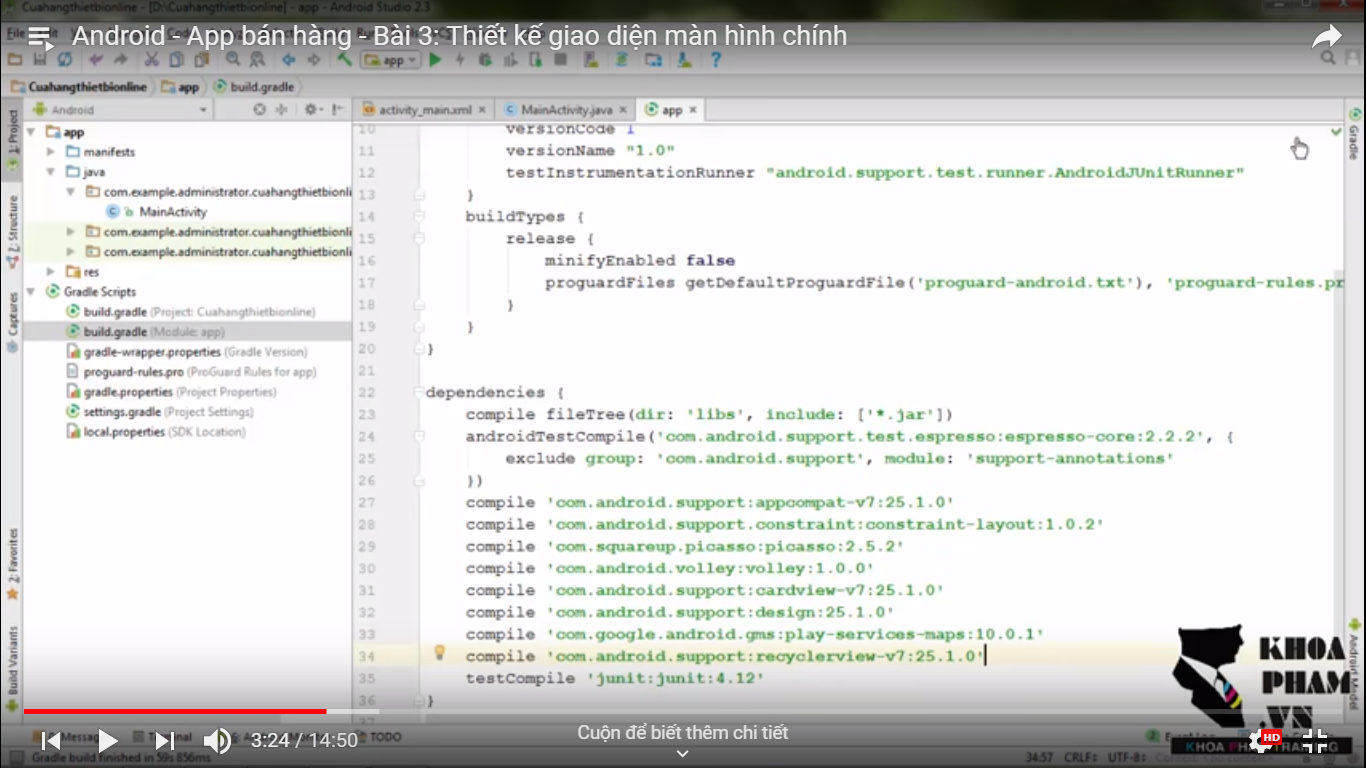 Cuahangthietbionline - [D:\Cuahangthietbionline] - app - Android Studio 2.3
Android - App bán hàng - Bài 3: Thiết kế giao diện màn hình chính
app
Cuahangthietbionline
app
build.gradle
Android
activity_main.xml
MainActivity.java
app
1: Project
Z: Structure
Captures
2: Favorites
Build Variants
Gradle
app
manifests
java
com.example.administrator.cuahangthietbionli
MainActivity
com.example.administrator.cuahangthietbionli
com.example.administrator.cuahangthietbionli
res
Gradle Scripts
build.gradle (Project: Cuahangthietbionline)
build.gradle (Module: app)
gradle-wrapper.properties (Gradle Version)
proguard-rules.pro (ProGuard Rules for app)
gradle.properties (Project Properties)
settings.gradle (Project Settings)
local.properties (SDK Location)
10 versionCode 1
11 versionName "1.0"
12 testInstrumentationRunner "android.support.test.runner.AndroidJUnitRunner"
13 }
14 buildTypes {
15 release {
16 minifyEnabled false
17 proguardFiles getDefaultProguardFile('proguard-android.txt'), 'proguard-rules.pr
18 }
19 }
20 }
21
22 dependencies {
23 compile fileTree(dir: 'libs', include: ['*.jar'])
24 androidTestCompile('com.android.support.test.espresso:espresso-core:2.2.2', {
25 exclude group: 'com.android.support', module: 'support-annotations'
26 })
27 compile 'com.android.support:appcompat-v7:25.1.0'
28 compile 'com.android.support.constraint:constraint-layout:1.0.2'
29 compile 'com.squareup.picasso:picasso:2.5.2'
30 compile 'com.android.volley:volley:1.0.0'
31 compile 'com.android.support:cardview-v7:25.1.0'
32 compile 'com.android.support:design:25.1.0'
33 compile 'com.google.android.gms:play-services-maps:10.0.1'
34 compile 'com.android.support:recyclerview-v7:25.1.0'
35 testCompile 'junit:junit:4.12'
36 }
37
KHOA
PHAM
.VN
KHOA PHAM TRAINING
Cuộn để biết thêm chi tiết
3:24 / 14:50
HD
TODO
Gradle build finished in 59s 856ms
34:57 CRLF UTF-8